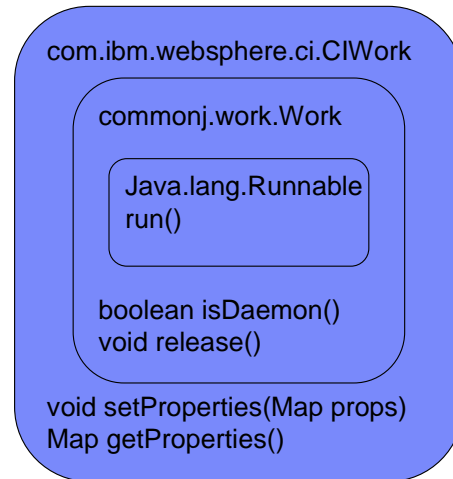 com.ibm.websphere.ci.CIWork
commonj.work.Work
Java.lang.Runnable
run()
boolean isDaemon()
void release()
void setProperties(Map props)
Map getProperties()